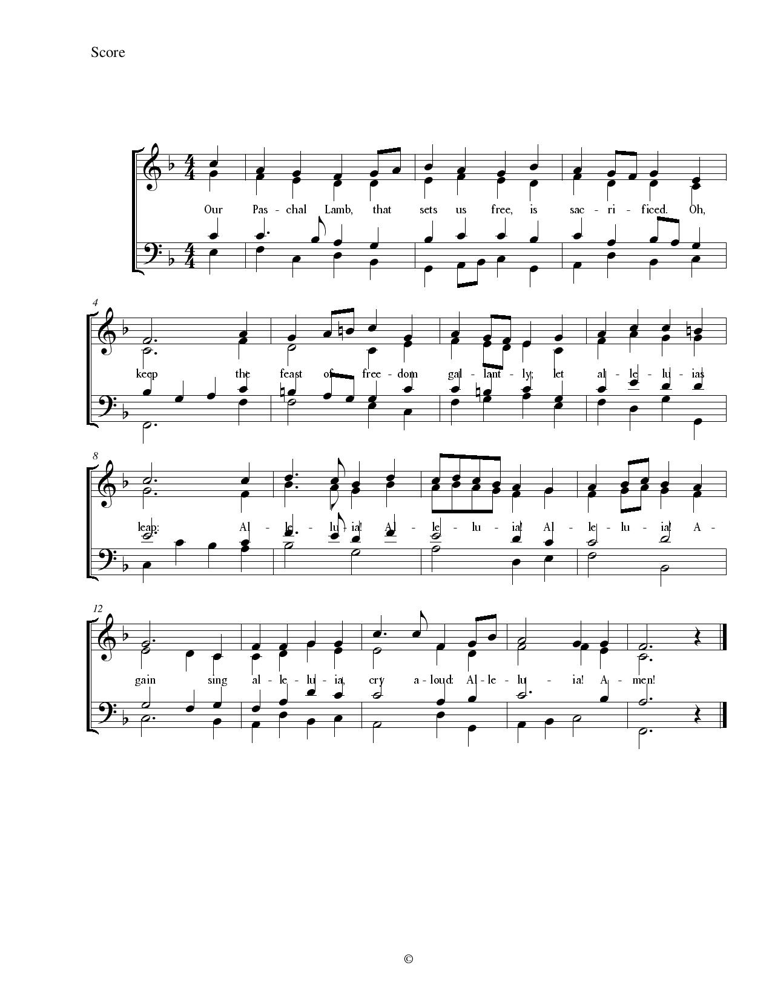 Score
Our Pas - chal Lamb, that sets us free, is sac - ri - ficed. Oh,
4
keep the feast of free - dom gal - lant - ly; let al - le - lu - ias
8
leap: Al - le - lu - ia! Al - le - lu - ia! Al - le - lu - ia! A -
12
gain sing al - le - lu - ia, cry a - loud: Al - le - lu - ia! A - men!
©